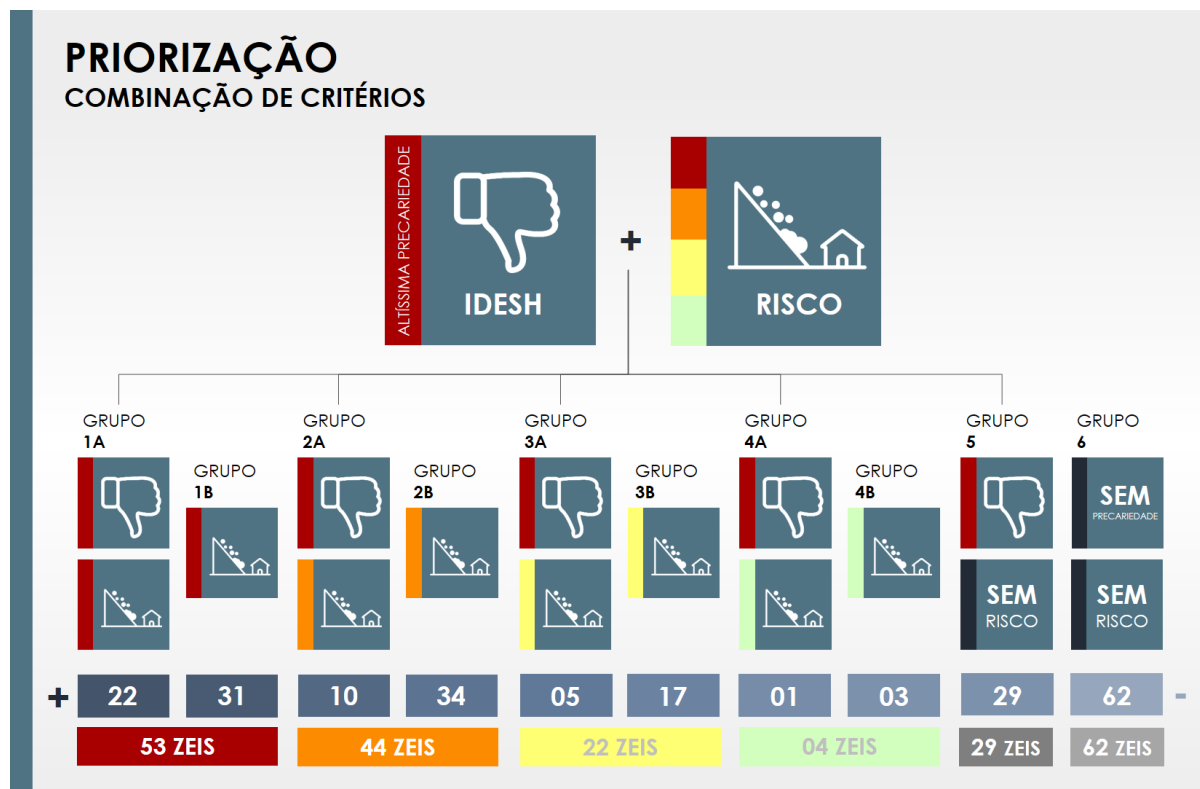 PRIORIZAÇÃO
COMBINAÇÃO DE CRITÉRIOS
ALTÍSSIMA PRECARIEDADE
IDESH
+
RISCO
GRUPO
1A
GRUPO
1B
GRUPO
2A
GRUPO
2B
GRUPO
3A
GRUPO
3B
GRUPO
4A
GRUPO
4B
GRUPO
5
GRUPO
6
SEM
PRECARIEDADE
SEM
RISCO
SEM
RISCO
+ 22 31 10 34 05 17 01 03 29 62 -
53 ZEIS 44 ZEIS 22 ZEIS 04 ZEIS 29 ZEIS 62 ZEIS